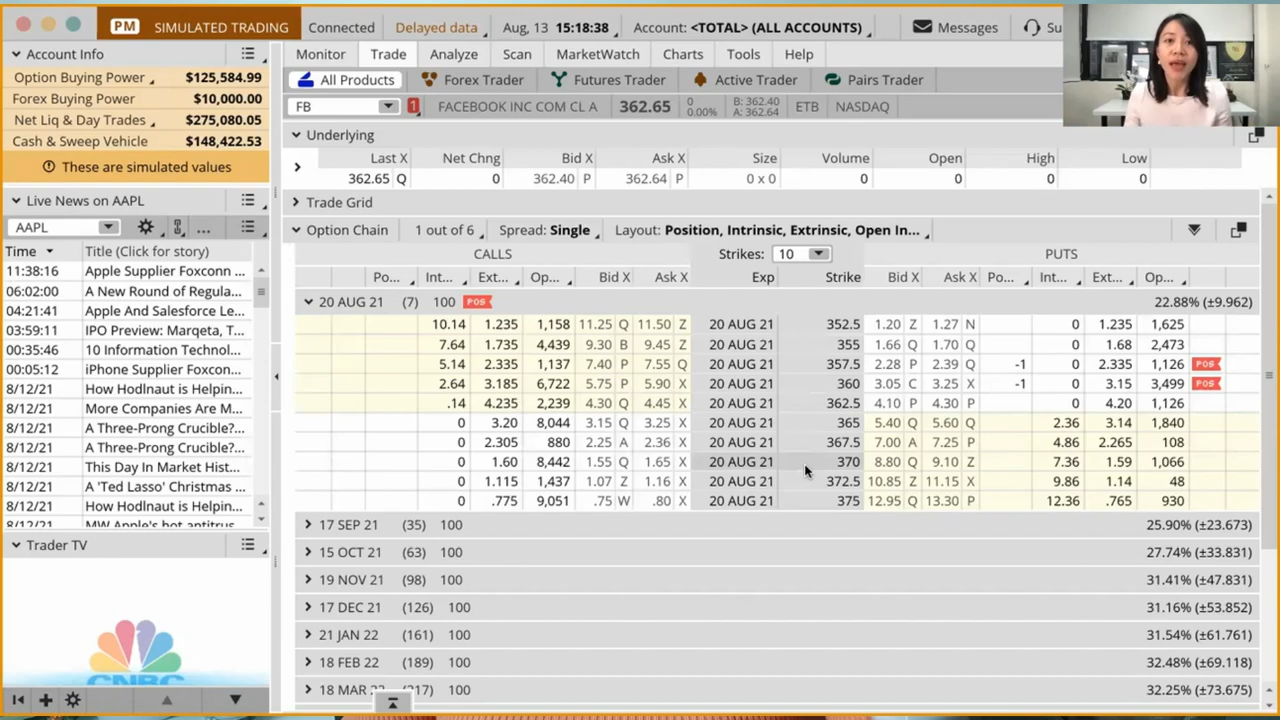 PM SIMULATED TRADING Connected Delayed data Aug, 13 15:18:38 Account: <TOTAL> (ALL ACCOUNTS) Messages Su
Account Info
Option Buying Power $125,584.99
Forex Buying Power $10,000.00
Net Liq & Day Trades $275,080.05
Cash & Sweep Vehicle $148,422.53
These are simulated values
Live News on AAPL
AAPL ...
Time Title (Click for story)
11:38:16 Apple Supplier Foxconn ...
06:02:00 A New Round of Regula...
04:21:41 Apple And Salesforce Le...
03:59:11 IPO Preview: Marqeta, T...
00:35:46 10 Information Technol...
00:05:12 iPhone Supplier Foxcon...
8/12/21 How Hodlnaut is Helpin...
8/12/21 More Companies Are M...
8/12/21 A Three-Prong Crucible?...
8/12/21 A Three-Prong Crucible?...
8/12/21 This Day In Market Hist...
8/12/21 A 'Ted Lasso' Christmas ...
8/12/21 How Hodlnaut is Helpin...
8/12/21 MW Apple's hot antitrus...
Trader TV
CNBC
Monitor Trade Analyze Scan MarketWatch Charts Tools Help
All Products Forex Trader Futures Trader Active Trader Pairs Trader
FB 1 FACEBOOK INC COM CL A 362.65 0 0.00% B: 362.40 A: 362.64 ETB NASDAQ
Underlying
Last X Net Chng Bid X Ask X Size Volume Open High Low
362.65 Q 0 362.40 P 362.64 P 0 x 0 0 0 0 0
Trade Grid
Option Chain 1 out of 6 Spread: Single Layout: Position, Intrinsic, Extrinsic, Open In...
CALLS Strikes: 10 PUTS
Po... Int... Ext... Op... Bid X Ask X Exp Strike Bid X Ask X Po... Int... Ext... Op...
20 AUG 21 (7) 100 POS 22.88% (±9.962)
10.14 1.235 1,158 11.25 Q 11.50 Z 20 AUG 21 352.5 1.20 Z 1.27 N 0 1.235 1,625
7.64 1.735 4,439 9.30 B 9.45 Z 20 AUG 21 355 1.66 Q 1.70 Q 0 1.68 2,473
5.14 2.335 1,137 7.40 P 7.55 Q 20 AUG 21 357.5 2.28 P 2.39 Q -1 0 2.335 1,126 POS
2.64 3.185 6,722 5.75 P 5.90 X 20 AUG 21 360 3.05 C 3.25 X -1 0 3.15 3,499 POS
.14 4.235 2,239 4.30 Q 4.45 X 20 AUG 21 362.5 4.10 P 4.30 P 0 4.20 1,126
0 3.20 8,044 3.15 Q 3.25 X 20 AUG 21 365 5.40 Q 5.60 Q 2.36 3.14 1,840
0 2.305 880 2.25 A 2.36 X 20 AUG 21 367.5 7.00 A 7.25 P 4.86 2.265 108
0 1.60 8,442 1.55 Q 1.65 X 20 AUG 21 370 8.80 Q 9.10 Z 7.36 1.59 1,066
0 1.115 1,437 1.07 Z 1.16 X 20 AUG 21 372.5 10.85 Z 11.15 X 9.86 1.14 48
0 .775 9,051 .75 W .80 X 20 AUG 21 375 12.95 Q 13.30 P 12.36 .765 930
17 SEP 21 (35) 100 25.90% (±23.673)
15 OCT 21 (63) 100 27.74% (±33.831)
19 NOV 21 (98) 100 31.41% (±47.831)
17 DEC 21 (126) 100 31.16% (±53.852)
21 JAN 22 (161) 100 31.54% (±61.761)
18 FEB 22 (189) 100 32.48% (±69.118)
18 MAR 22 (217) 100 32.25% (±73.675)